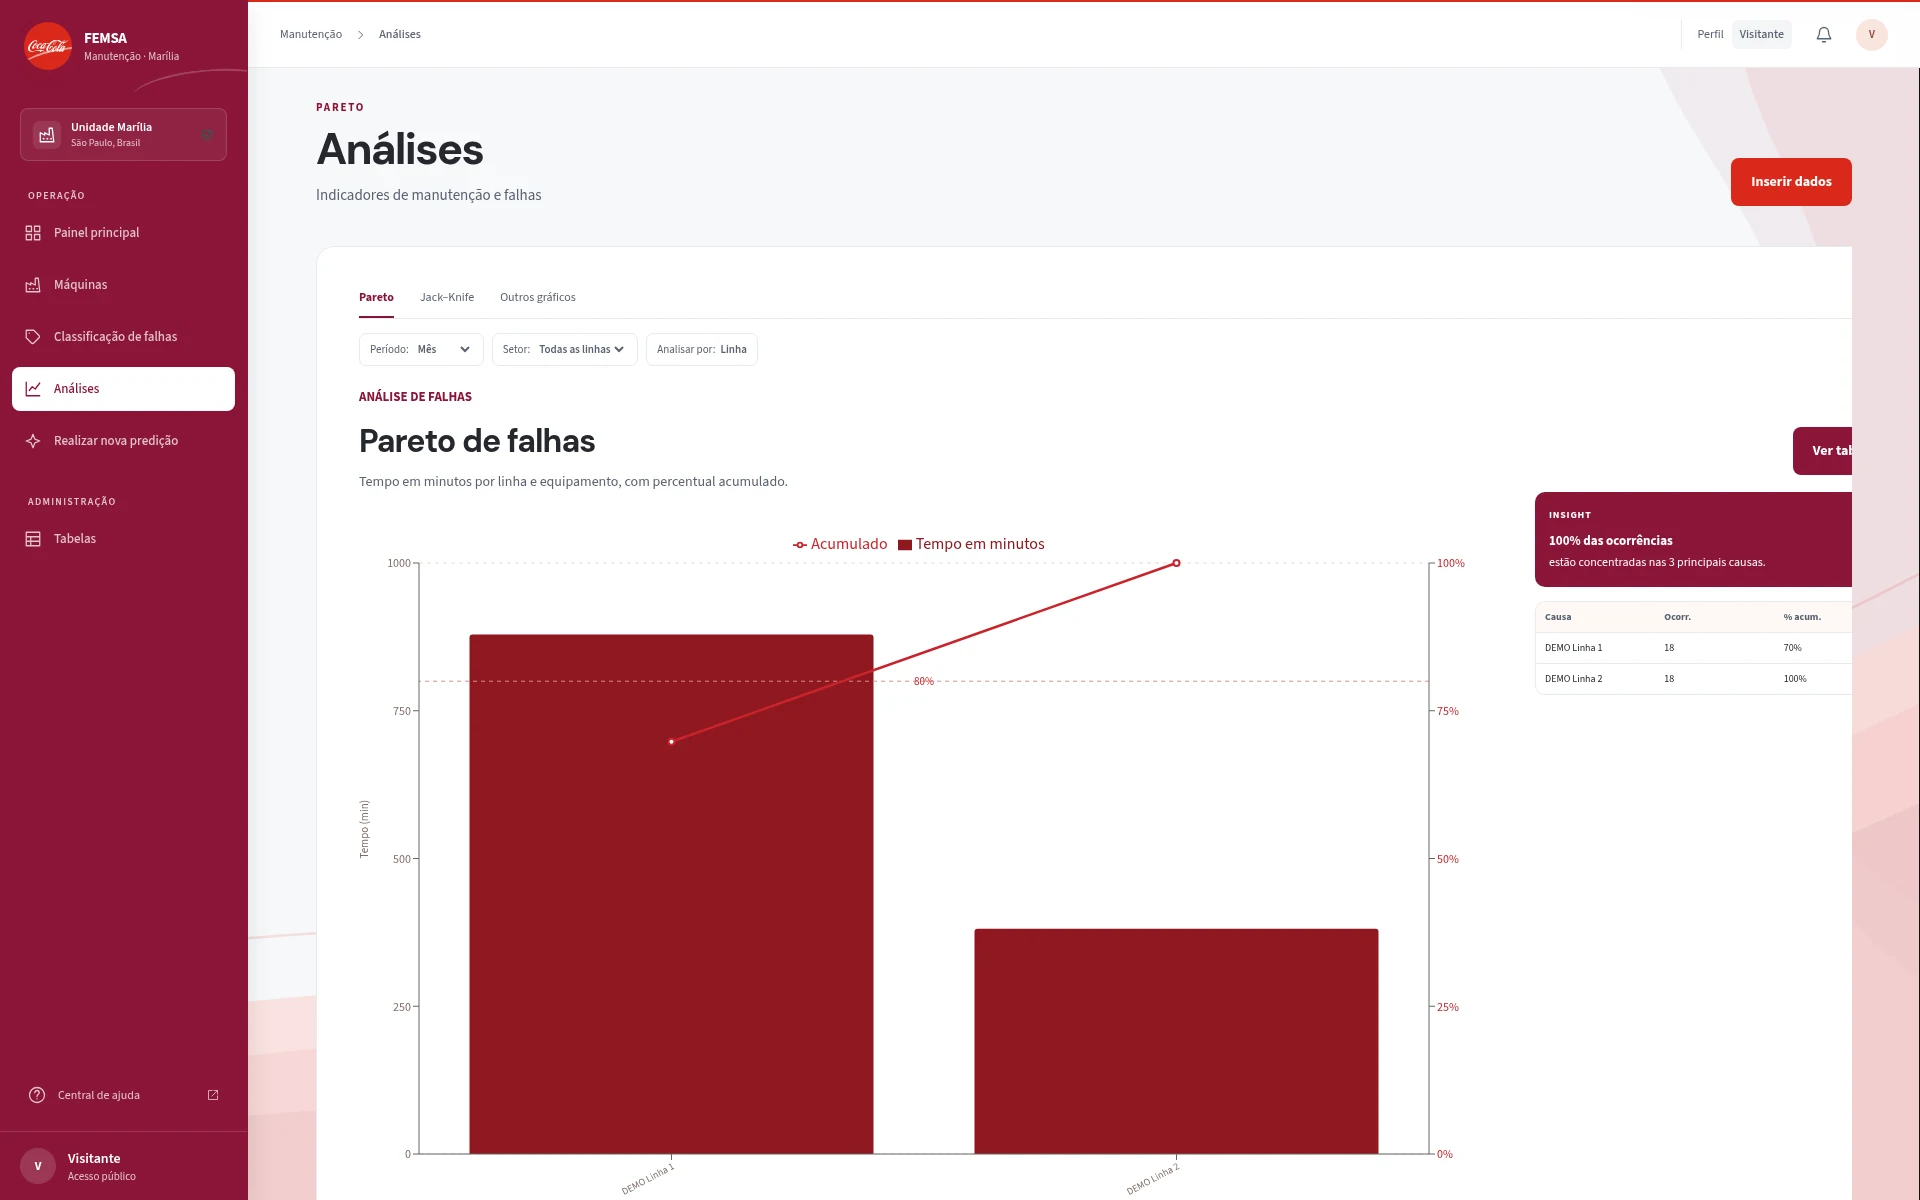 Coca-Cola
FEMSA
Manutenção · Marília
Unidade Marília
São Paulo, Brasil
OPERAÇÃO
Painel principal
Máquinas
Classificação de falhas
Análises
Realizar nova predição
ADMINISTRAÇÃO
Tabelas
Central de ajuda
V
Visitante
Acesso público
Manutenção
Análises
Perfil
Visitante
V
PARETO
Análises
Indicadores de manutenção e falhas
Inserir dados
Pareto
Jack–Knife
Outros gráficos
Período: Mês
Setor: Todas as linhas
Analisar por: Linha
ANÁLISE DE FALHAS
Pareto de falhas
Tempo em minutos por linha e equipamento, com percentual acumulado.
Ver tab
Acumulado
Tempo em minutos
1000
750
500
250
0
Tempo (min)
80%
100%
75%
50%
25%
0%
DEMO Linha 1
DEMO Linha 2
INSIGHT
100% das ocorrências
estão concentradas nas 3 principais causas.
Causa Ocorr. % acum.
DEMO Linha 1 18 70%
DEMO Linha 2 18 100%